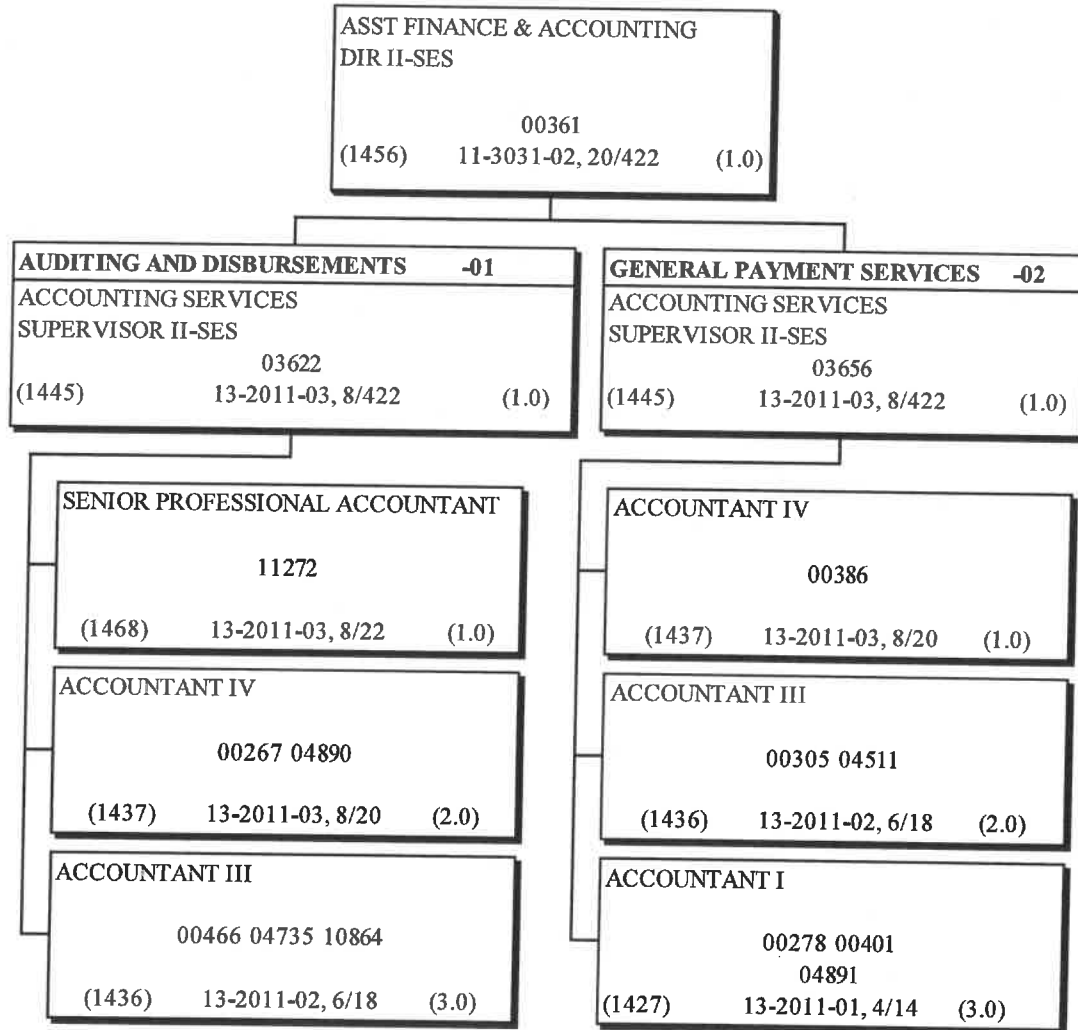 ASST FINANCE & ACCOUNTING
DIR II-SES
00361
(1456) 11-3031-02, 20/422 (1.0)
AUDITING AND DISBURSEMENTS -01
ACCOUNTING SERVICES
SUPERVISOR II-SES
03622
(1445) 13-2011-03, 8/422 (1.0)
SENIOR PROFESSIONAL ACCOUNTANT
11272
(1468) 13-2011-03, 8/22 (1.0)
ACCOUNTANT IV
00267 04890
(1437) 13-2011-03, 8/20 (2.0)
ACCOUNTANT III
00466 04735 10864
(1436) 13-2011-02, 6/18 (3.0)
GENERAL PAYMENT SERVICES -02
ACCOUNTING SERVICES
SUPERVISOR II-SES
03656
(1445) 13-2011-03, 8/422 (1.0)
ACCOUNTANT IV
00386
(1437) 13-2011-03, 8/20 (1.0)
ACCOUNTANT III
00305 04511
(1436) 13-2011-02, 6/18 (2.0)
ACCOUNTANT I
00278 00401
04891
(1427) 13-2011-01, 4/14 (3.0)